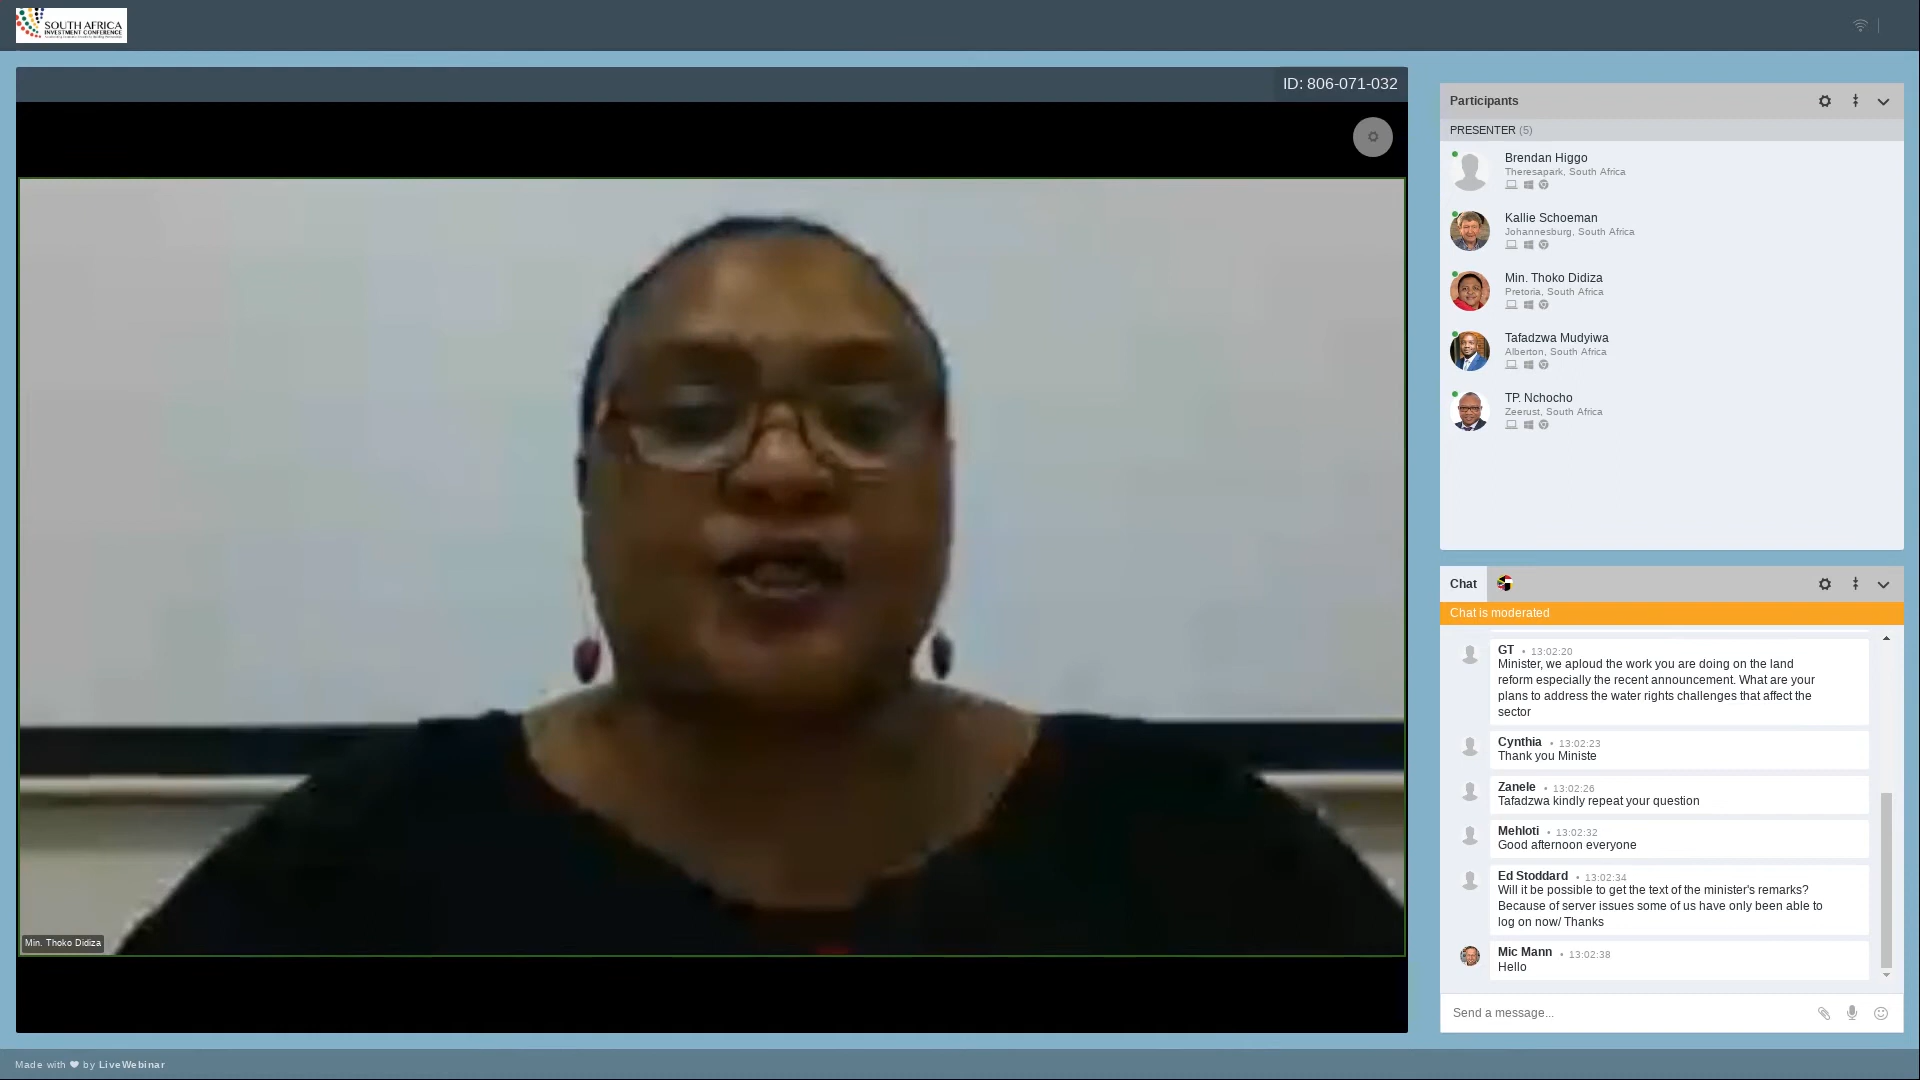 SOUTH AFRICA
INVESTMENT CONFERENCE
ID: 806-071-032
Min. Thoko Didiza
Participants
PRESENTER (5)
Brendan Higgo
Theresapark, South Africa
Kallie Schoeman
Johannesburg, South Africa
Min. Thoko Didiza
Pretoria, South Africa
Tafadzwa Mudyiwa
Alberton, South Africa
TP. Nchocho
Zeerust, South Africa
Chat
Chat is moderated
GT • 13:02:20
Minister, we aploud the work you are doing on the land
reform especially the recent announcement. What are your
plans to address the water rights challenges that affect the
sector
Cynthia • 13:02:23
Thank you Ministe
Zanele • 13:02:26
Tafadzwa kindly repeat your question
Mehloti • 13:02:32
Good afternoon everyone
Ed Stoddard • 13:02:34
Will it be possible to get the text of the minister's remarks?
Because of server issues some of us have only been able to
log on now/ Thanks
Mic Mann • 13:02:38
Hello
Send a message...
Made with ♥ by LiveWebinar